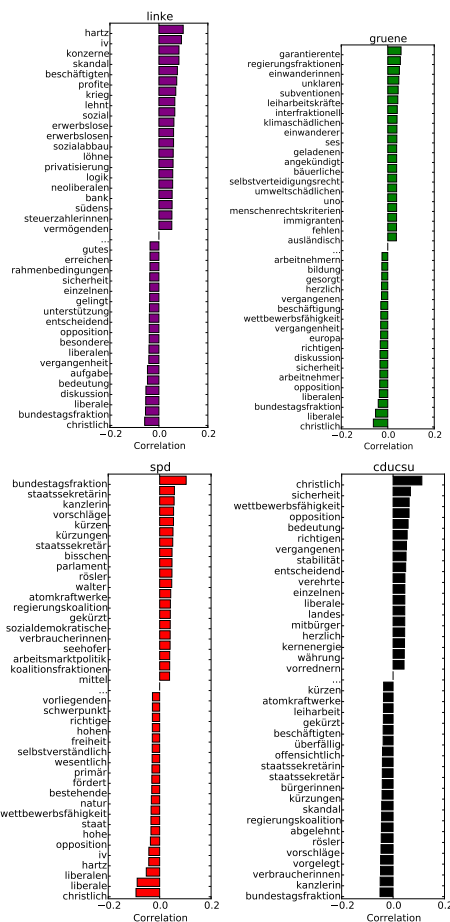 linke
hartz
iv
konzerne
skandal
beschäftigten
profite
krieg
lehnt
sozial
erwerbslose
erwerbslosen
sozialabbau
löhne
privatisierung
logik
neoliberalen
bank
südens
steuerzahlerinnen
vermögenden
...
gutes
erreichen
rahmenbedingungen
sicherheit
einzelnen
gelingt
unterstützung
entscheidend
opposition
besondere
liberalen
vergangenheit
aufgabe
bedeutung
diskussion
liberale
bundestagsfraktion
christlich
−0.2 0.0 0.2
Correlation
gruene
garantierente
regierungsfraktionen
einwanderinnen
unklaren
subventionen
leiharbeitskräfte
interfraktionell
klimaschädlichen
einwanderer
ses
geladenen
angekündigt
bäuerliche
selbstverteidigungsrecht
umweltschädlichen
uno
menschenrechtskriterien
immigranten
fehlen
ausländisch
...
arbeitnehmern
bildung
gesorgt
herzlich
vergangenen
beschäftigung
wettbewerbsfähigkeit
vergangenheit
europa
richtigen
diskussion
sicherheit
arbeitnehmer
opposition
liberalen
bundestagsfraktion
liberale
christlich
−0.2 0.0 0.2
Correlation
spd
bundestagsfraktion
staatssekretärin
kanzlerin
vorschläge
kürzen
kürzungen
staatssekretär
bisschen
parlament
rösler
walter
atomkraftwerke
regierungskoalition
gekürzt
sozialdemokratische
verbraucherinnen
seehofer
arbeitsmarktpolitik
koalitionsfraktionen
mittel
...
vorliegenden
schwerpunkt
richtige
hohen
freiheit
selbstverständlich
wesentlich
primär
fördert
bestehende
natur
wettbewerbsfähigkeit
staat
hohe
opposition
iv
hartz
liberalen
liberale
christlich
−0.2 0.0 0.2
Correlation
cducsu
christlich
sicherheit
wettbewerbsfähigkeit
opposition
bedeutung
richtigen
vergangenen
stabilität
entscheidend
verehrte
einzelnen
liberale
landes
mitbürger
herzlich
kernenergie
währung
vorrednern
...
kürzen
atomkraftwerke
leiharbeit
gekürzt
beschäftigten
überfällig
offensichtlich
staatssekretärin
staatssekretär
bürgerinnen
kürzungen
skandal
regierungskoalition
abgelehnt
rösler
vorschläge
vorgelegt
verbraucherinnen
kanzlerin
bundestagsfraktion
−0.2 0.0 0.2
Correlation